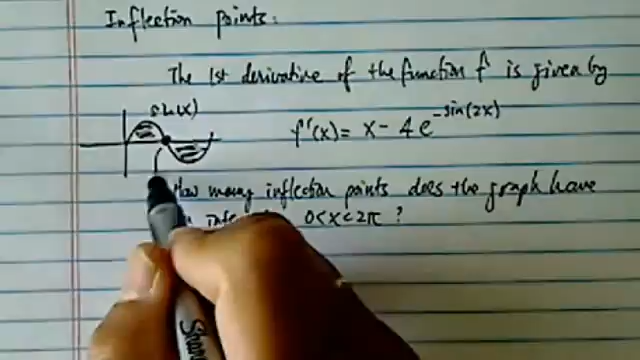 Inflection points:
The 1st derivative of the function f is given by
f'(x) = x - 4e^-sin(2x)
How many inflection points does the graph have
0<x<2π ?
Shar